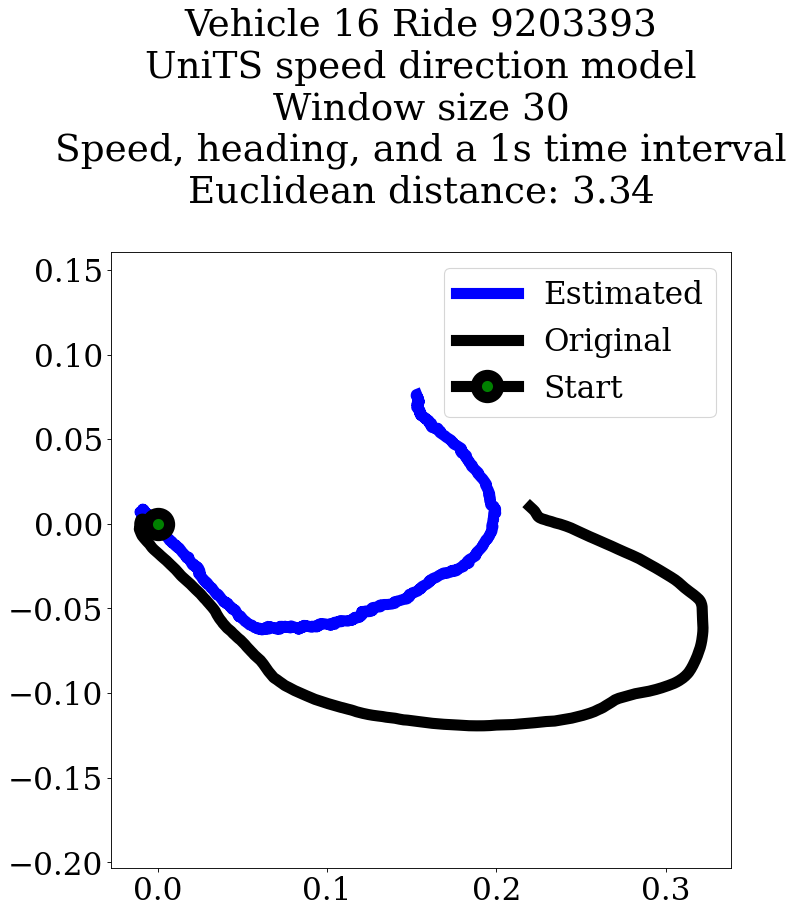 Vehicle 16 Ride 9203393
UniTS speed direction model
Window size 30
Speed, heading, and a 1s time interval
Euclidean distance: 3.34
Estimated
Original
Start
0.15
0.10
0.05
0.00
−0.05
−0.10
−0.15
−0.20
0.0 0.1 0.2 0.3